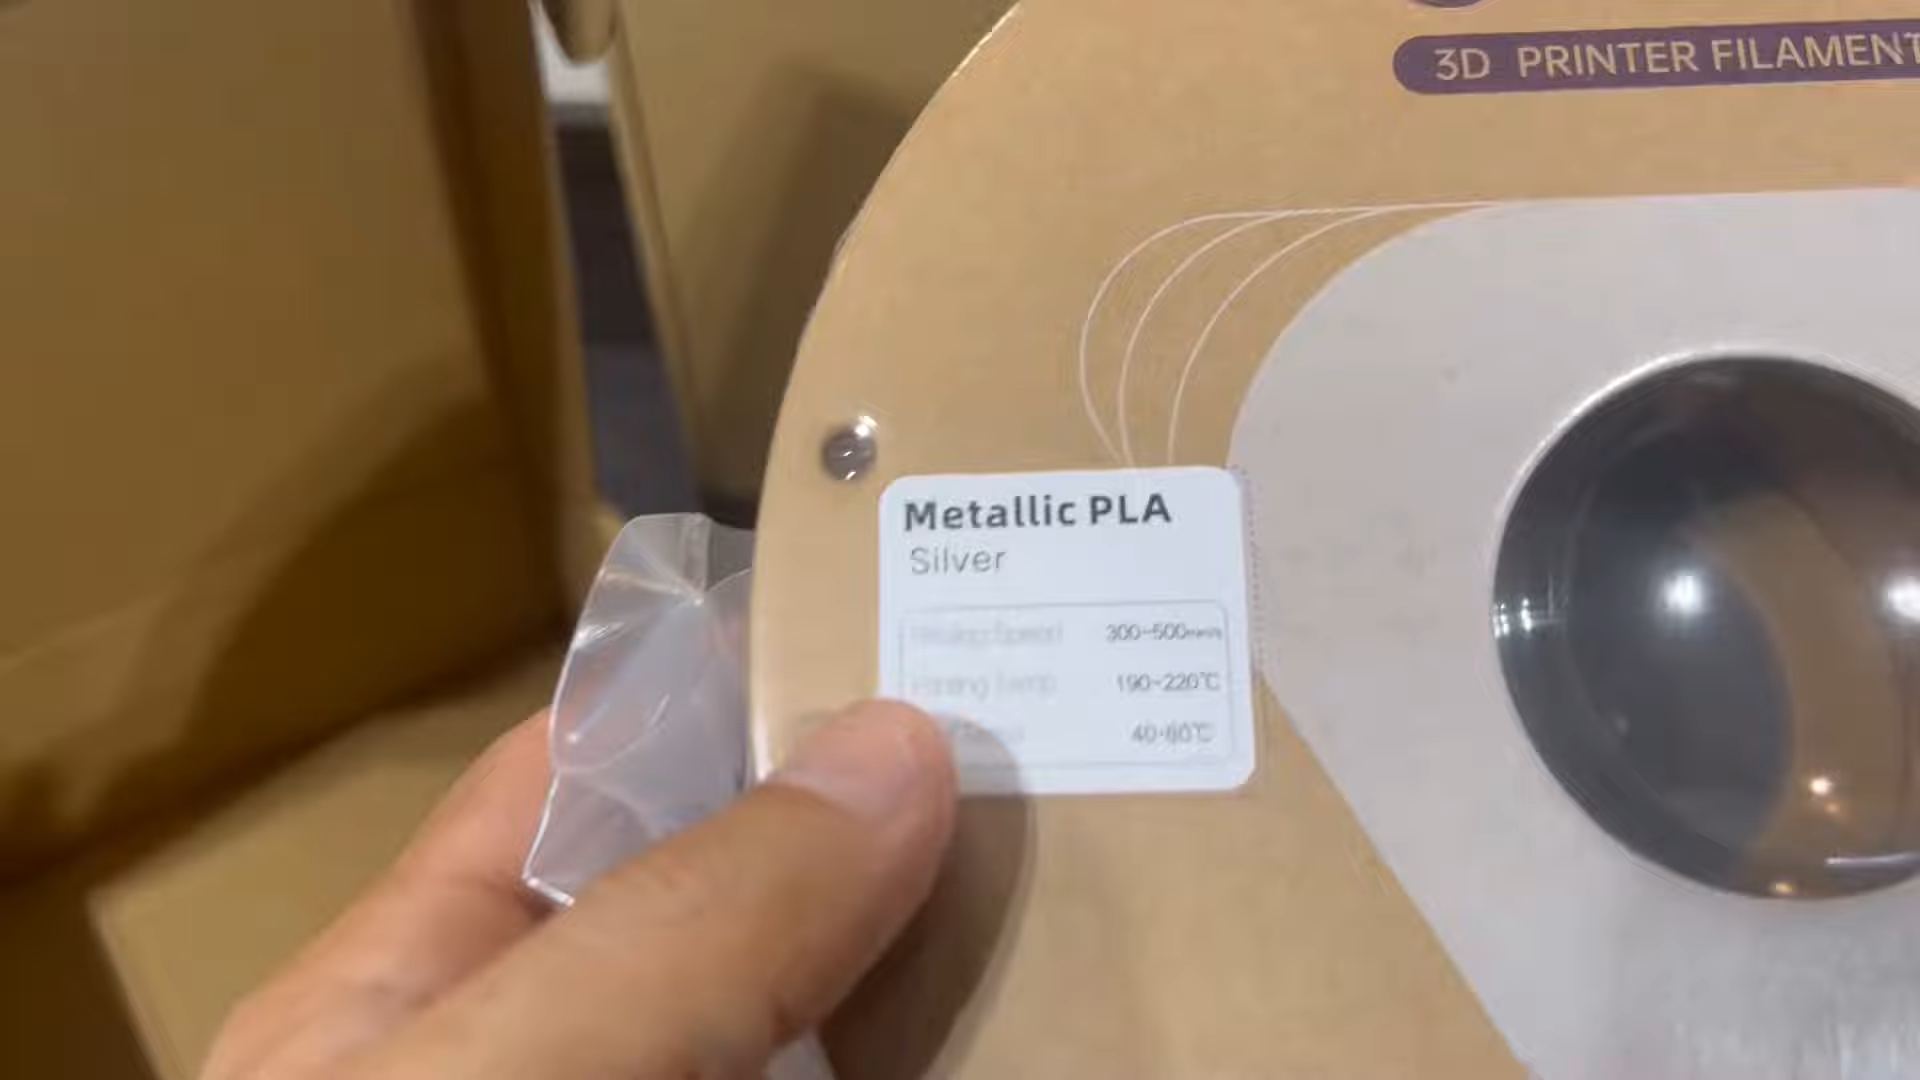 3D PRINTER FILAMENT
Metallic PLA
Silver
300-500mm/s
190-220℃
40-60℃